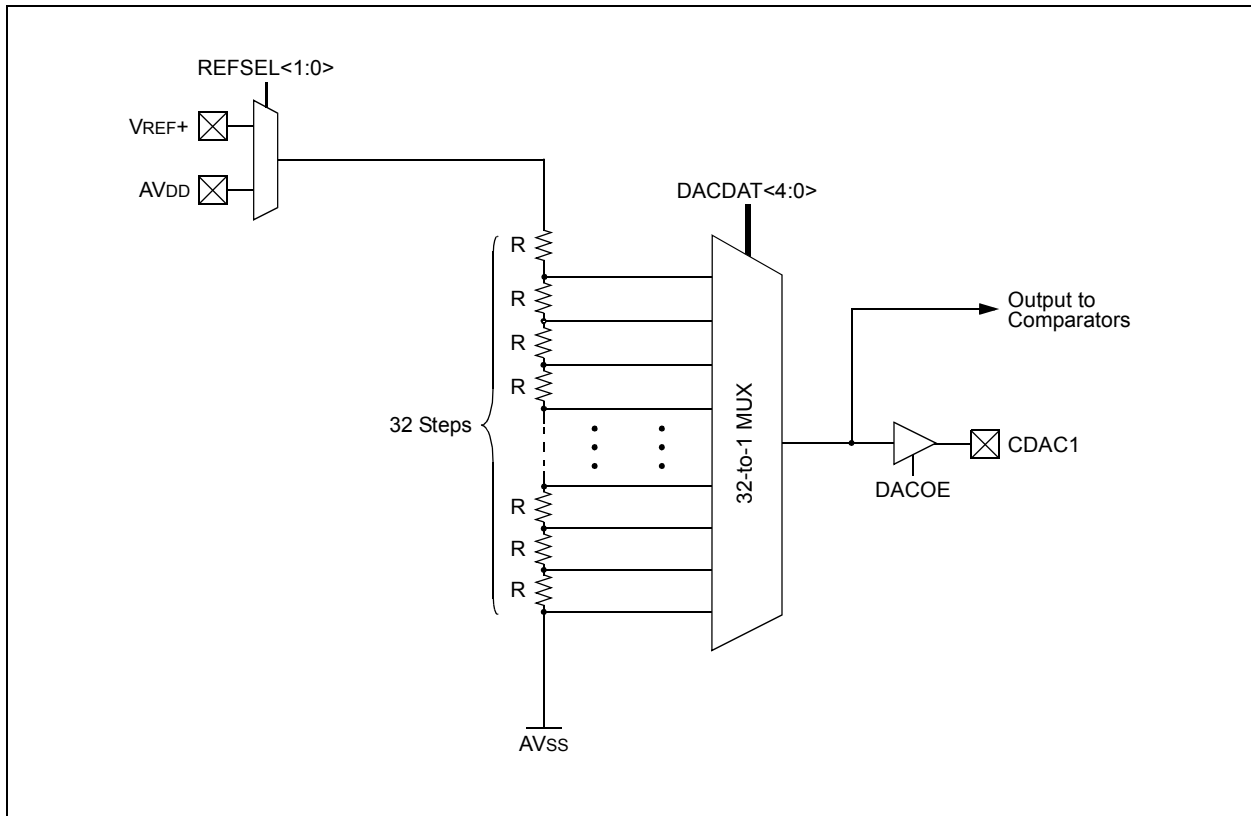 REFSEL<1:0>
VREF+
AVDD
DACDAT<4:0>
R
R
R
R
32 Steps
R
R
R
32-to-1 MUX
Output to
Comparators
CDAC1
DACOE
AVSS